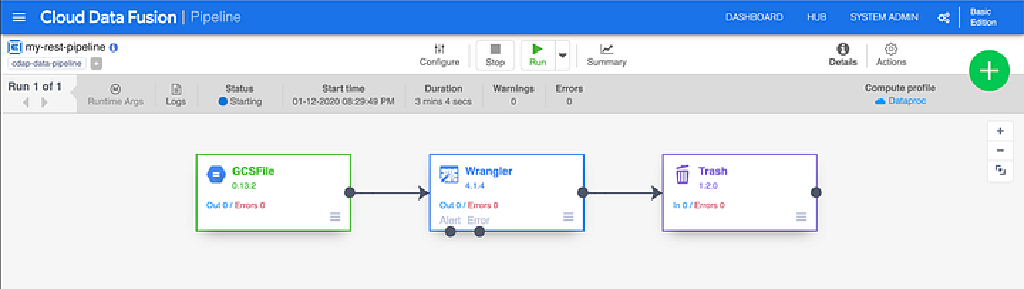 Cloud Data Fusion | Pipeline
DASHBOARD
HUB
SYSTEM ADMIN
Basic
Edition
my-rest-pipeline
cdap-data-pipeline
Configure
Stop
Run
Summary
Details
Actions
Run 1 of 1
Runtime Args
Logs
Status
Starting
Start time
01-12-2020 08:29:49 PM
Duration
3 mins 4 secs
Warnings
0
Errors
0
Compute profile
Dataproc
GCSFile
0.13.2
Out 0 / Errors 0
Wrangler
4.1.4
Out 0 / Errors 0
Alert Error
Trash
1.2.0
In 0 / Errors 0